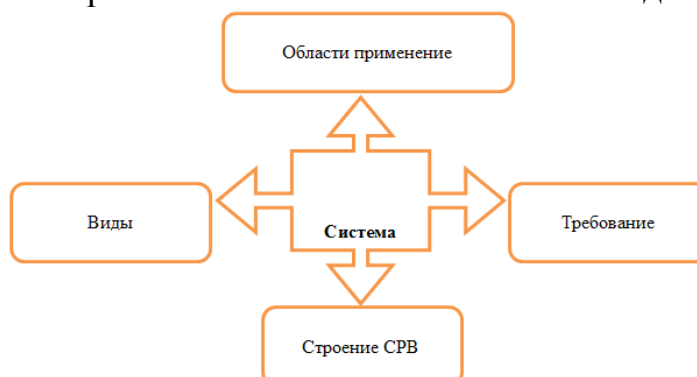 Области применение
Виды
Система
Требование
Строение СРВ